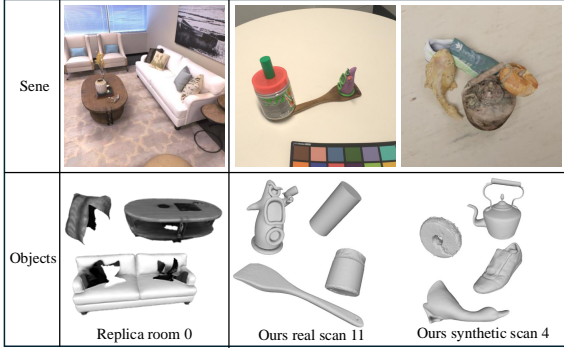 Sene
Objects
Replica room 0
Ours real scan 11
Ours synthetic scan 4